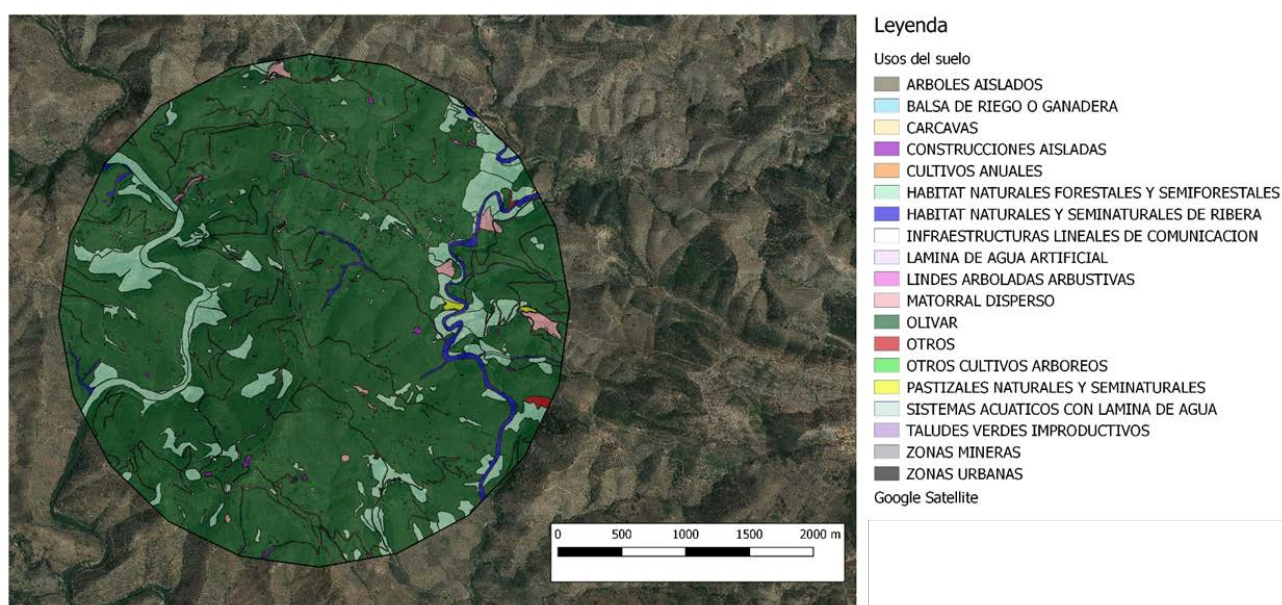 Leyenda
Usos del suelo
ARBOLES AISLADOS
BALSA DE RIEGO O GANADERA
CARCAVAS
CONSTRUCCIONES AISLADAS
CULTIVOS ANUALES
HABITAT NATURALES FORESTALES Y SEMIFORESTALES
HABITAT NATURALES Y SEMINATURALES DE RIBERA
INFRAESTRUCTURAS LINEALES DE COMUNICACION
LAMINA DE AGUA ARTIFICIAL
LINDES ARBOLADAS ARBUSTIVAS
MATORRAL DISPERSO
OLIVAR
OTROS
OTROS CULTIVOS ARBOREOS
PASTIZALES NATURALES Y SEMINATURALES
SISTEMAS ACUATICOS CON LAMINA DE AGUA
TALUDES VERDES IMPRODUCTIVOS
ZONAS MINERAS
ZONAS URBANAS
Google Satellite
0 500 1000 1500 2000 m